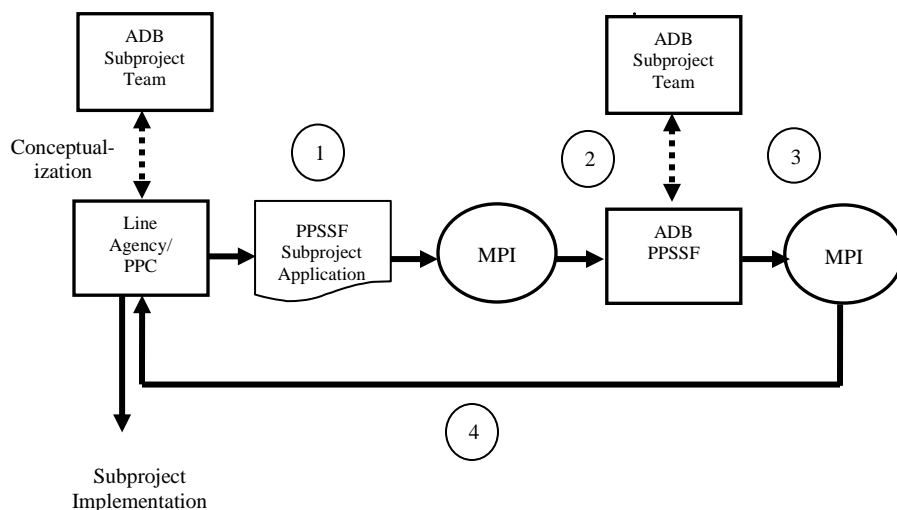 ADB
Subproject
Team
ADB
Subproject
Team
Conceptual-
ization
1
2
3
Line
Agency/
PPC
PPSSF
Subproject
Application
MPI
ADB
PPSSF
MPI
4
Subproject
Implementation